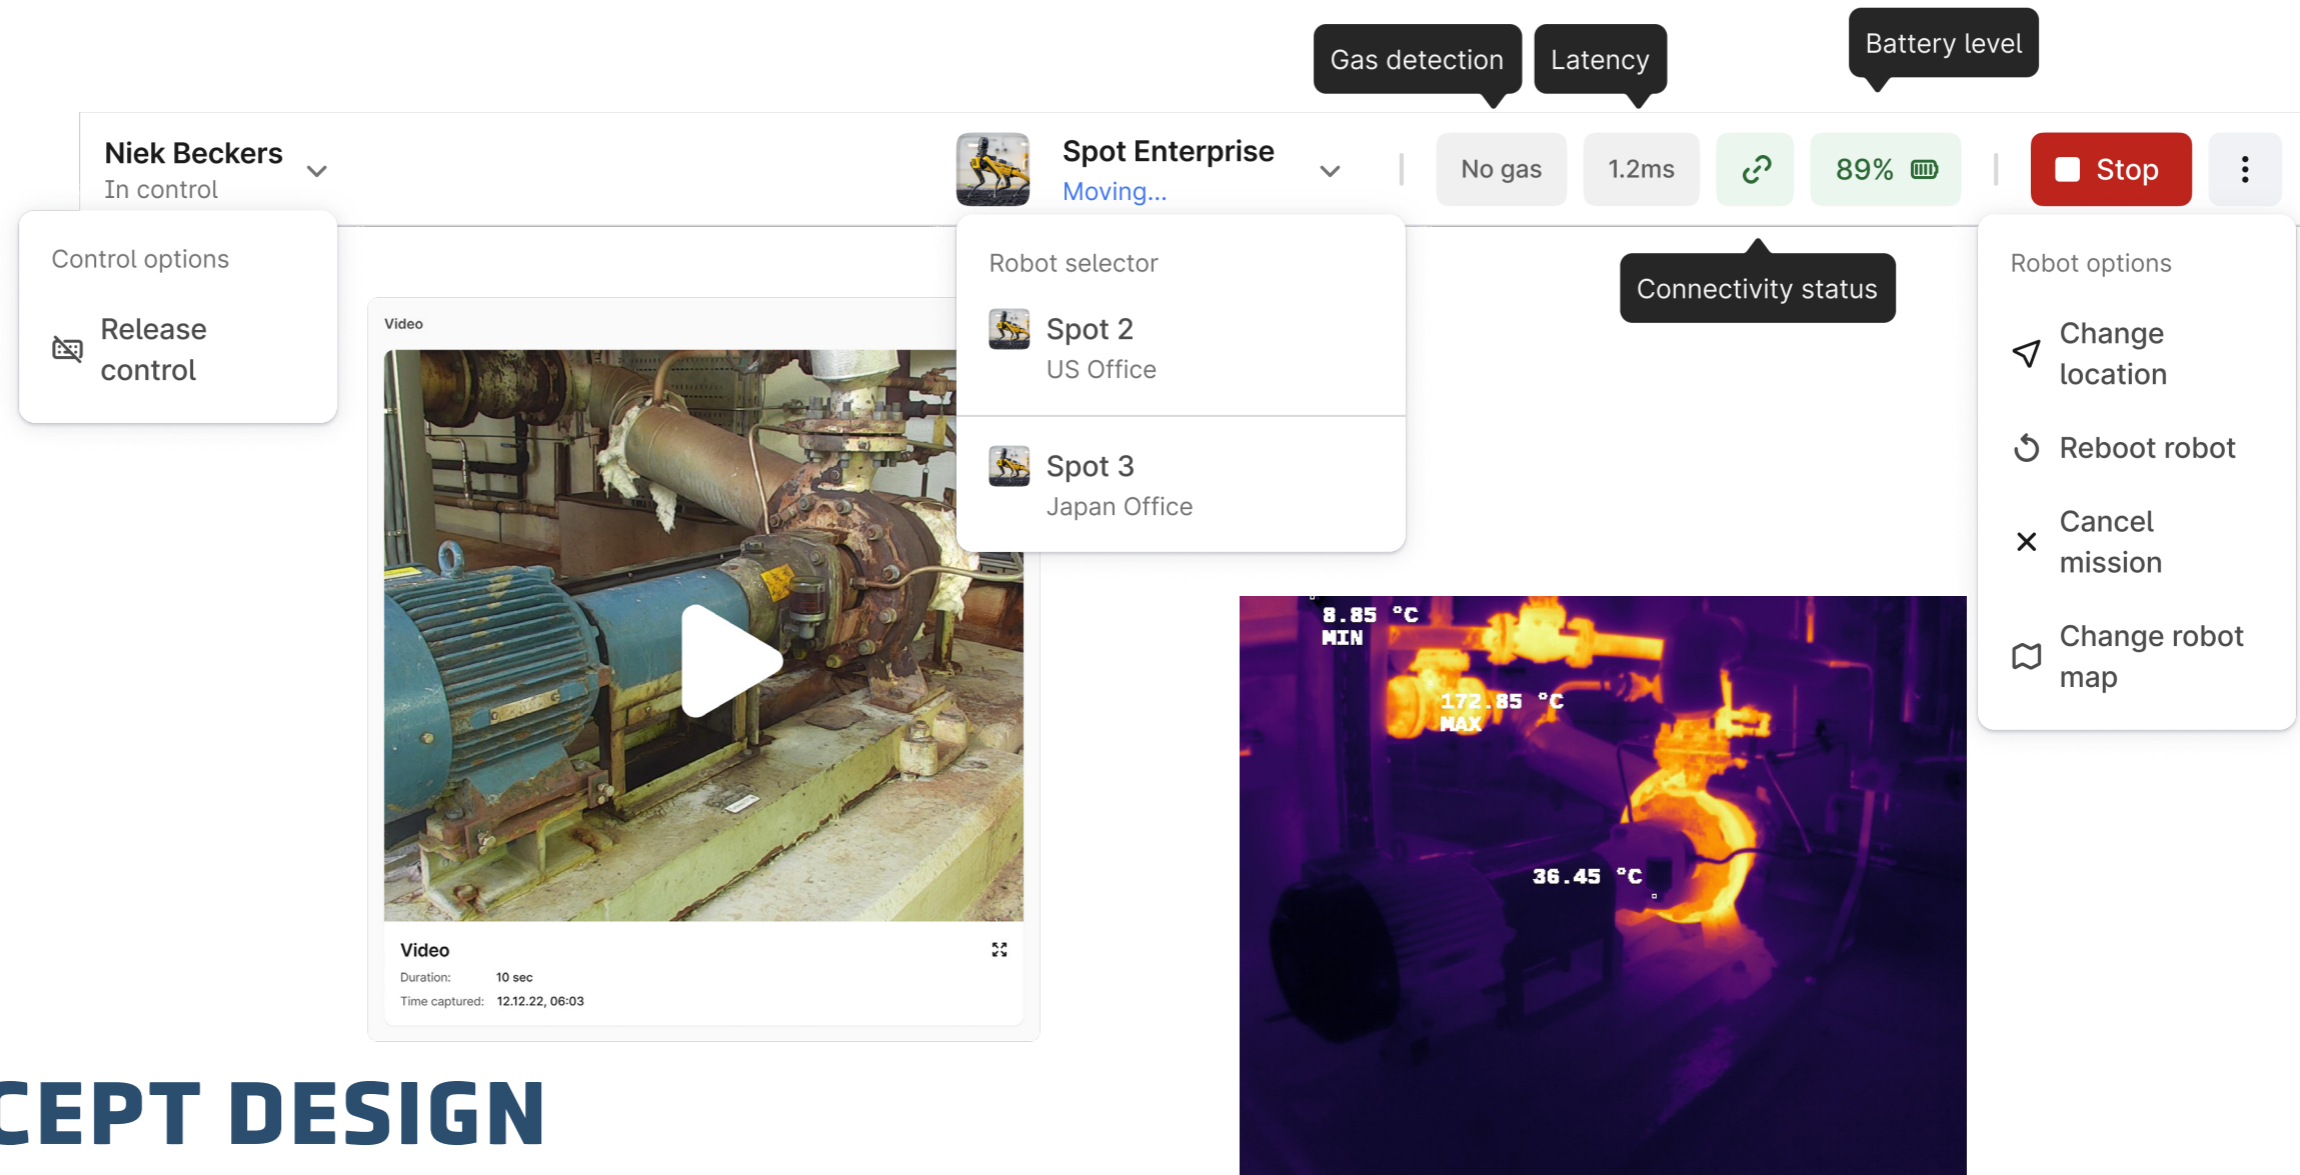 Gas detection
Latency
Battery level
Niek Beckers
In control
Spot Enterprise
Moving...
No gas
1.2ms
89%
Stop
Control options
Release
control
Robot selector
Spot 2
US Office
Spot 3
Japan Office
Connectivity status
Robot options
Change
location
Reboot robot
Cancel
mission
Change robot
map
Video
Video
Duration: 10 sec
Time captured: 12.12.22, 06:03
8.85 °C
MIN
172.85 °C
MAX
36.45 °C
CEPT DESIGN